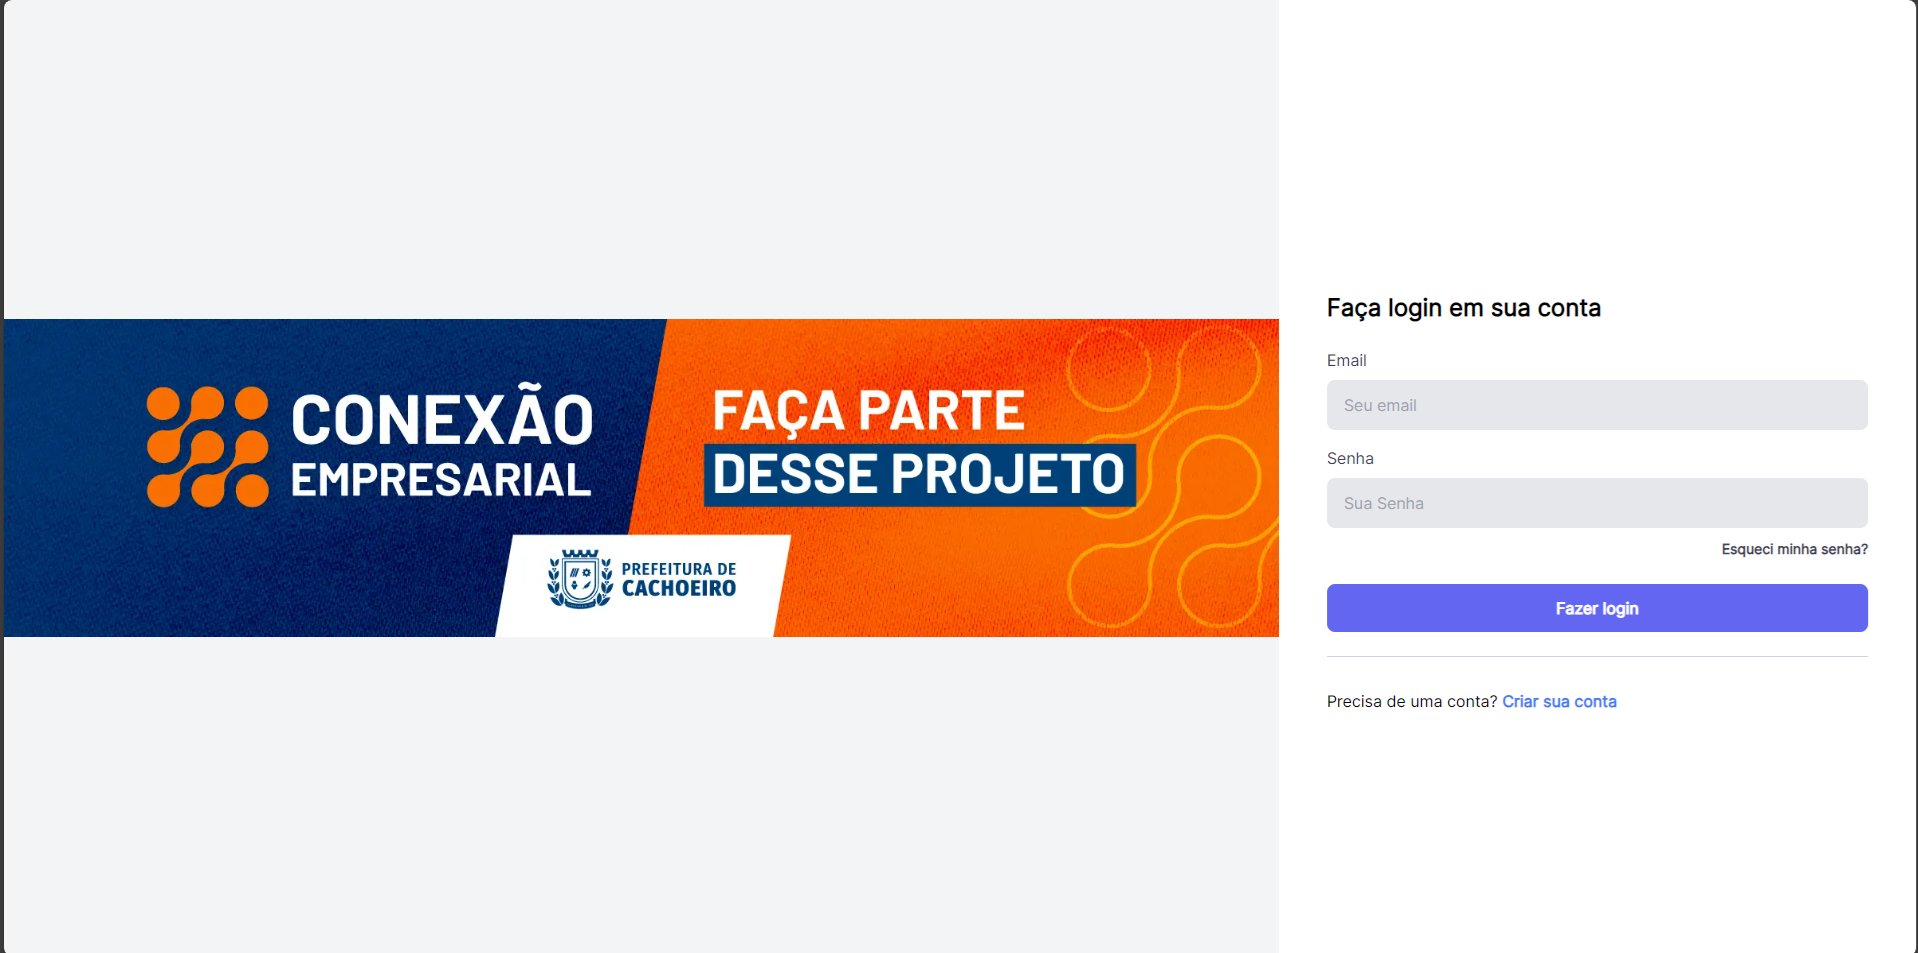 CONEXÃO
EMPRESARIAL
FAÇA PARTE
DESSE PROJETO
PREFEITURA DE
CACHOEIRO
Faça login em sua conta
Email
Seu email
Senha
Sua Senha
Esqueci minha senha?
Fazer login
Precisa de uma conta? Criar sua conta